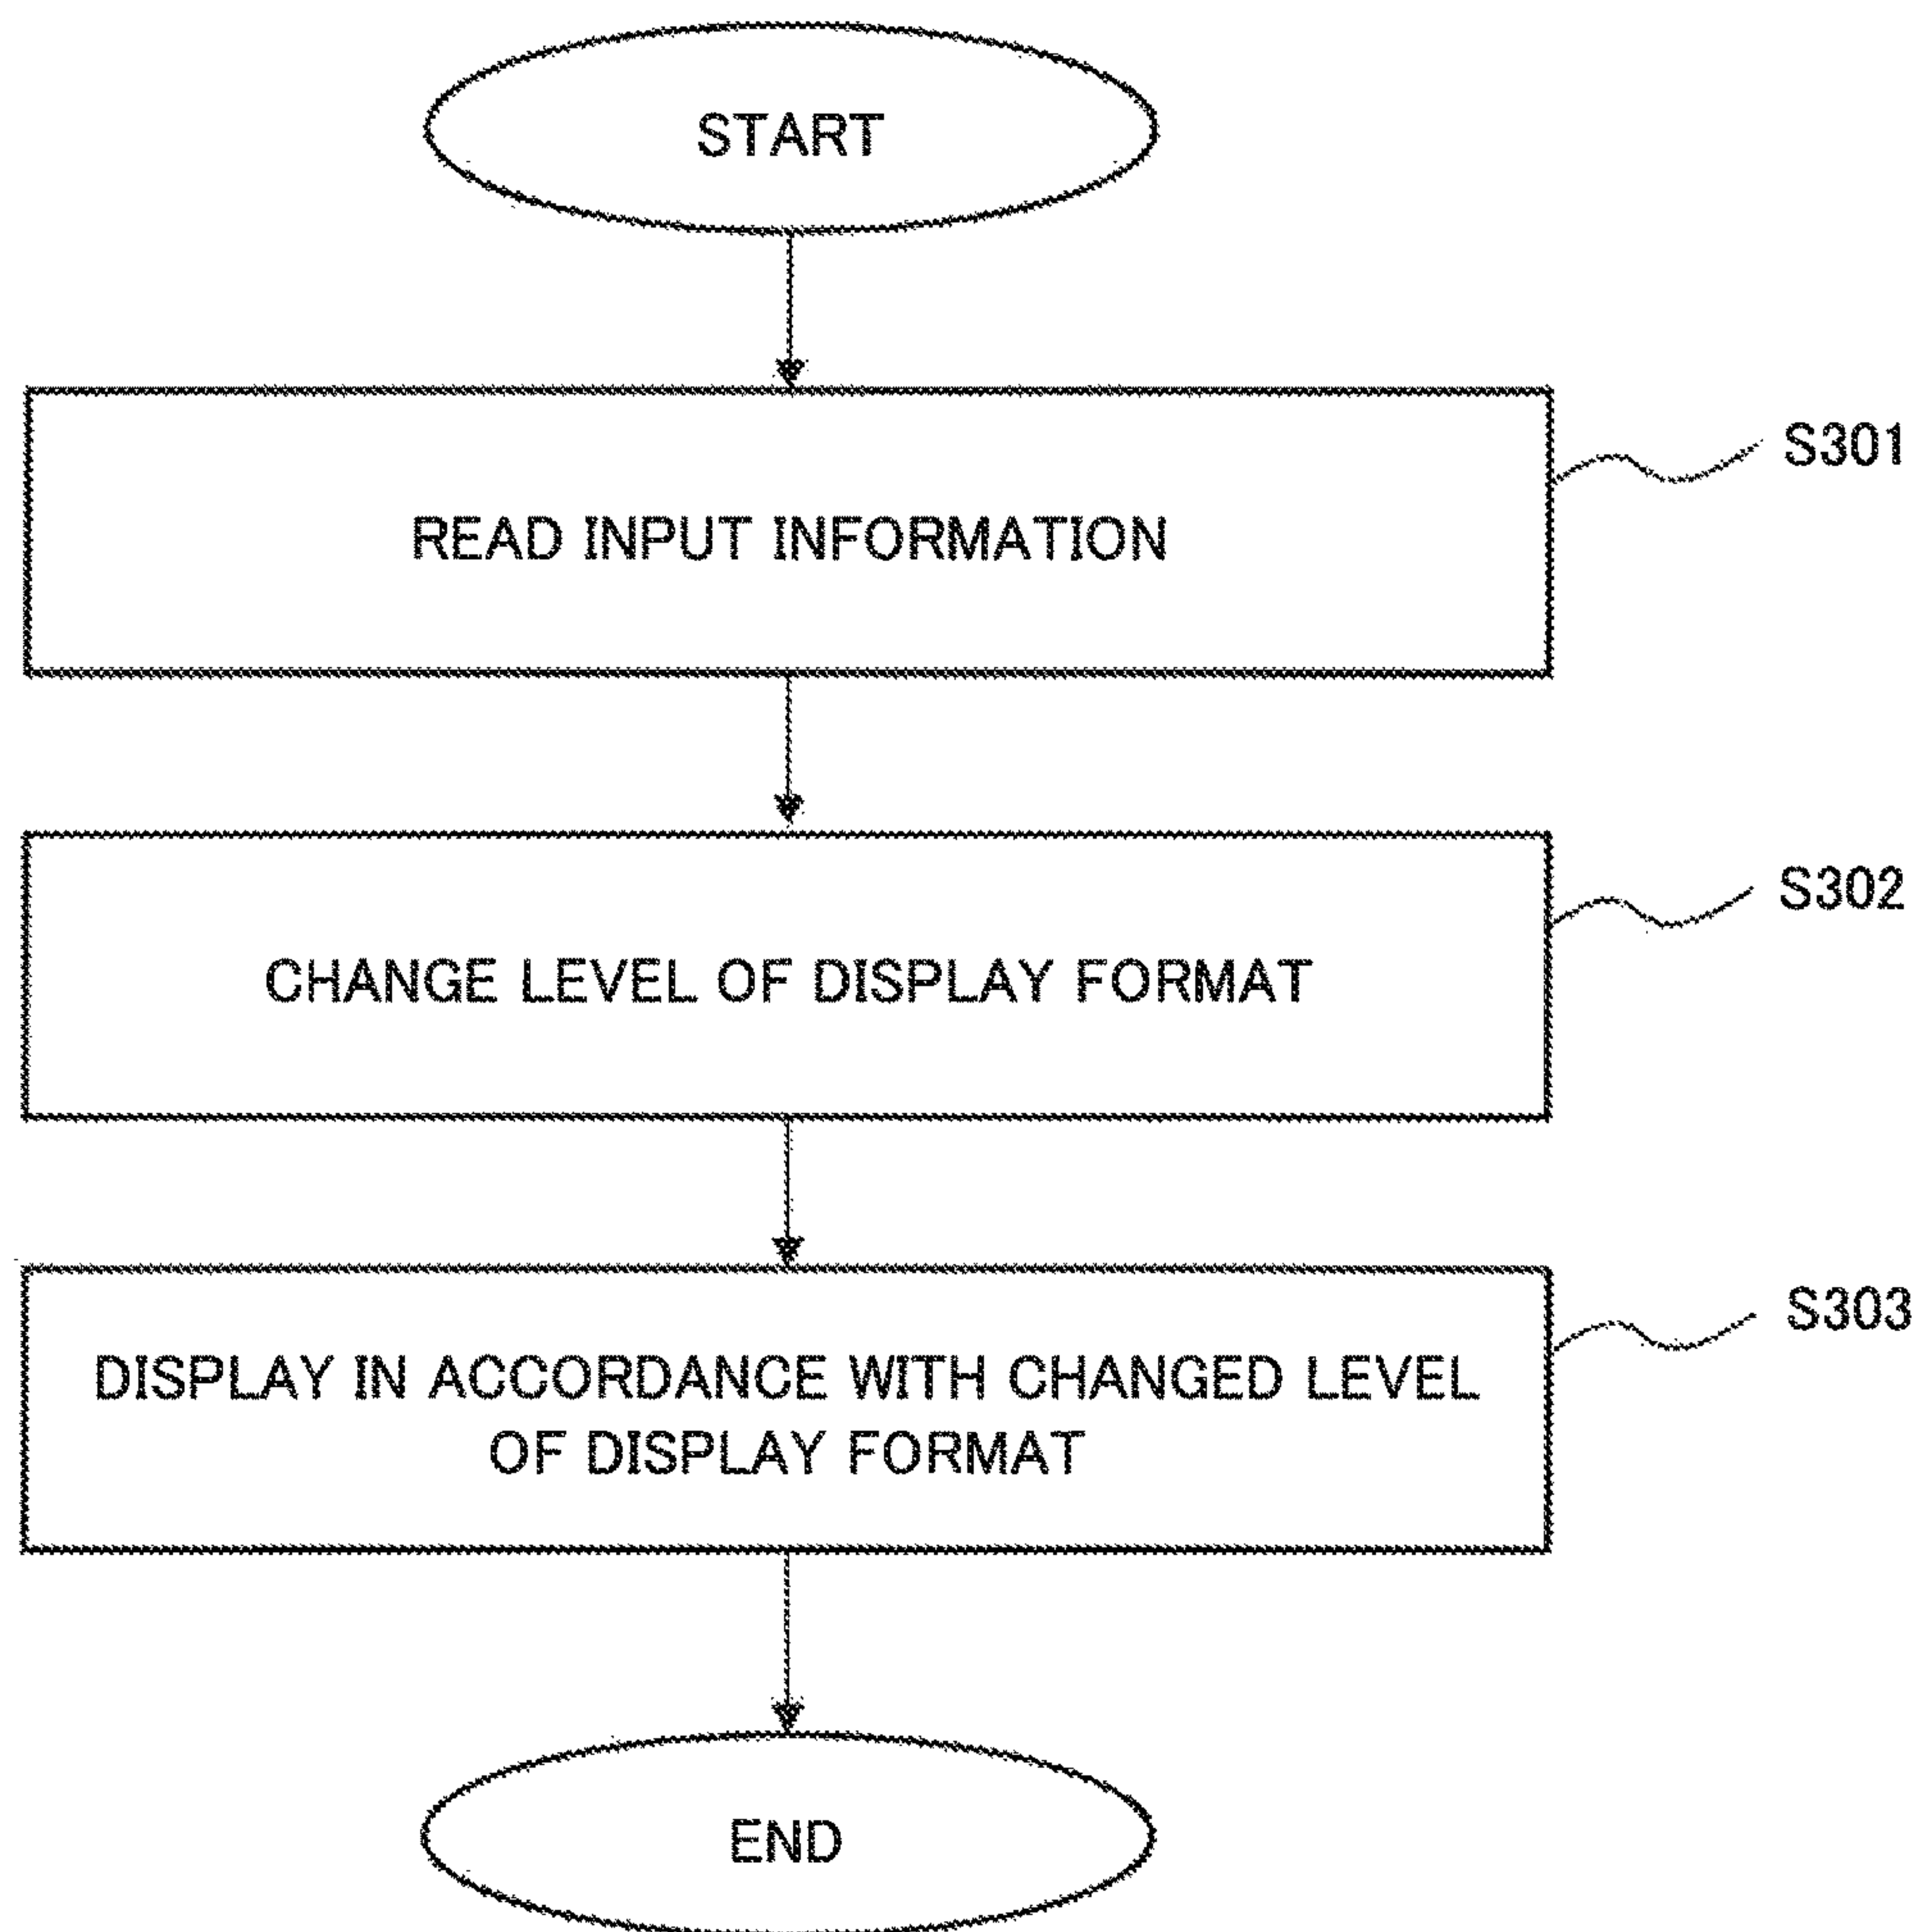 START
READ INPUT INFORMATION
S301
CHANGE LEVEL OF DISPLAY FORMAT
S302
DISPLAY IN ACCORDANCE WITH CHANGED LEVEL
OF DISPLAY FORMAT
S303
END